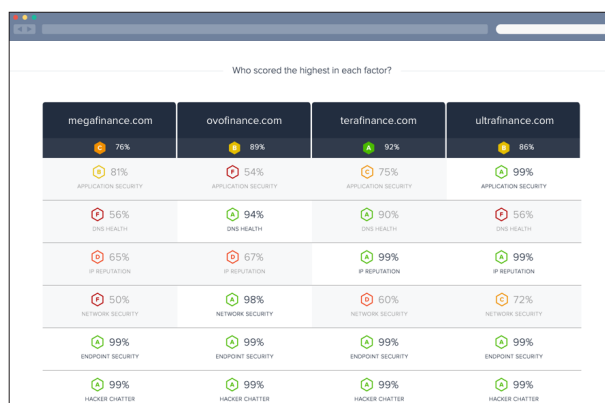 Who scored the highest in each factor?
megafinance.com ovofinance.com terafinance.com ultrafinance.com
C 76% B 89% A 92% B 86%
B 81% F 54% C 75% A 99%
APPLICATION SECURITY APPLICATION SECURITY APPLICATION SECURITY APPLICATION SECURITY
F 56% A 94% A 90% F 56%
DNS HEALTH DNS HEALTH DNS HEALTH DNS HEALTH
D 65% D 67% A 99% A 99%
IP REPUTATION IP REPUTATION IP REPUTATION IP REPUTATION
F 50% A 98% D 60% C 72%
NETWORK SECURITY NETWORK SECURITY NETWORK SECURITY NETWORK SECURITY
A 99% A 99% A 99% A 99%
ENDPOINT SECURITY ENDPOINT SECURITY ENDPOINT SECURITY ENDPOINT SECURITY
A 99% A 99% A 99% A 99%
HACKER CHATTER HACKER CHATTER HACKER CHATTER HACKER CHATTER